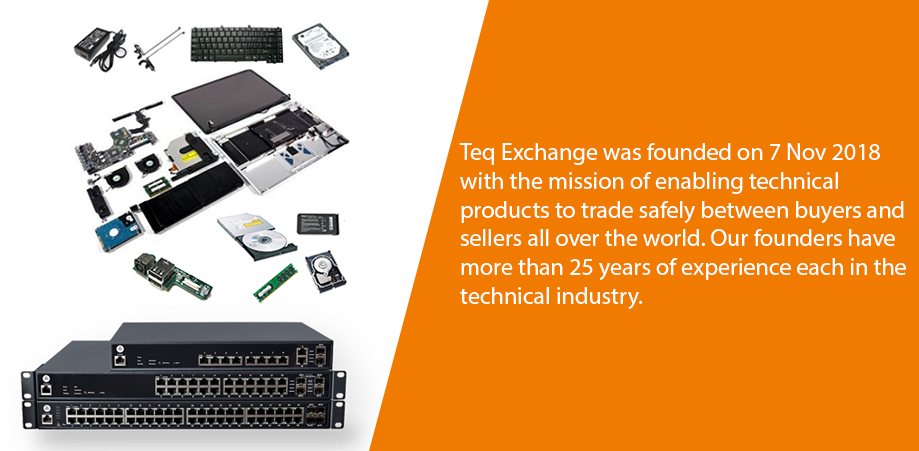 Teq Exchange was founded on 7 Nov 2018
with the mission of enabling technical
products to trade safely between buyers and
sellers all over the world. Our founders have
more than 25 years of experience each in the
technical industry.